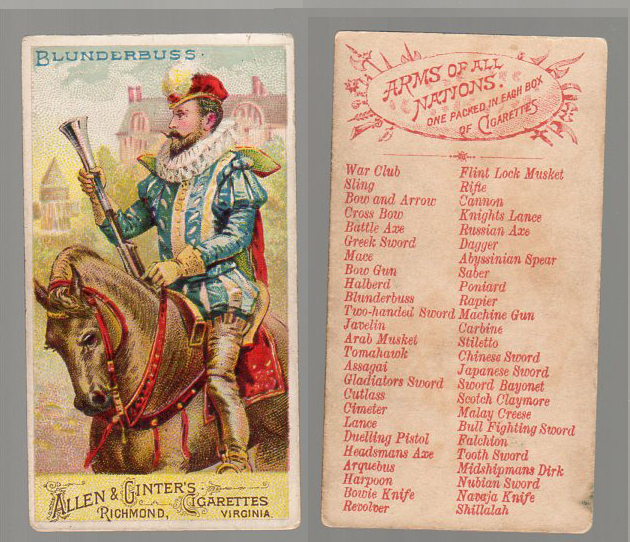 BLUNDERBUSS.
ALLEN & GINTER'S
CIGARETTES
RICHMOND, VIRGINIA.
ARMS OF ALL
NATIONS.
ONE PACKED IN EACH BOX
OF CIGARETTES
War Club
Sling
Bow and Arrow
Cross Bow
Battle Axe
Greek Sword
Mace
Bow Gun
Halberd
Blunderbuss
Two-handed Sword
Javelin
Arab Musket
Tomahawk
Assagai
Gladiators Sword
Cutlass
Cimeter
Lance
Duelling Pistol
Headsmans Axe
Arquebus
Harpoon
Bowie Knife
Revolver
Flint Lock Musket
Rifle
Cannon
Knights Lance
Russian Axe
Dagger
Abyssinian Spear
Saber
Poniard
Rapier
Machine Gun
Carbine
Stiletto
Chinese Sword
Japanese Sword
Sword Bayonet
Scotch Claymore
Malay Creese
Bull Fighting Sword
Falchion
Tooth Sword
Midshipmans Dirk
Nubian Sword
Navaja Knife
Shillalah